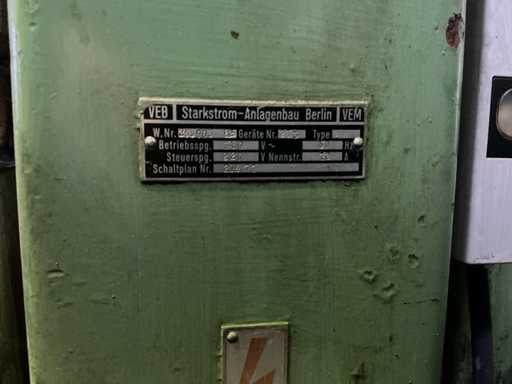 VEB Starkstrom-Anlagenbau Berlin VEM
W.Nr. Geräte Nr. Type
Betriebsspg. V~ Hz
Steuerspg. V Nennstr. A
Schaltplan Nr.